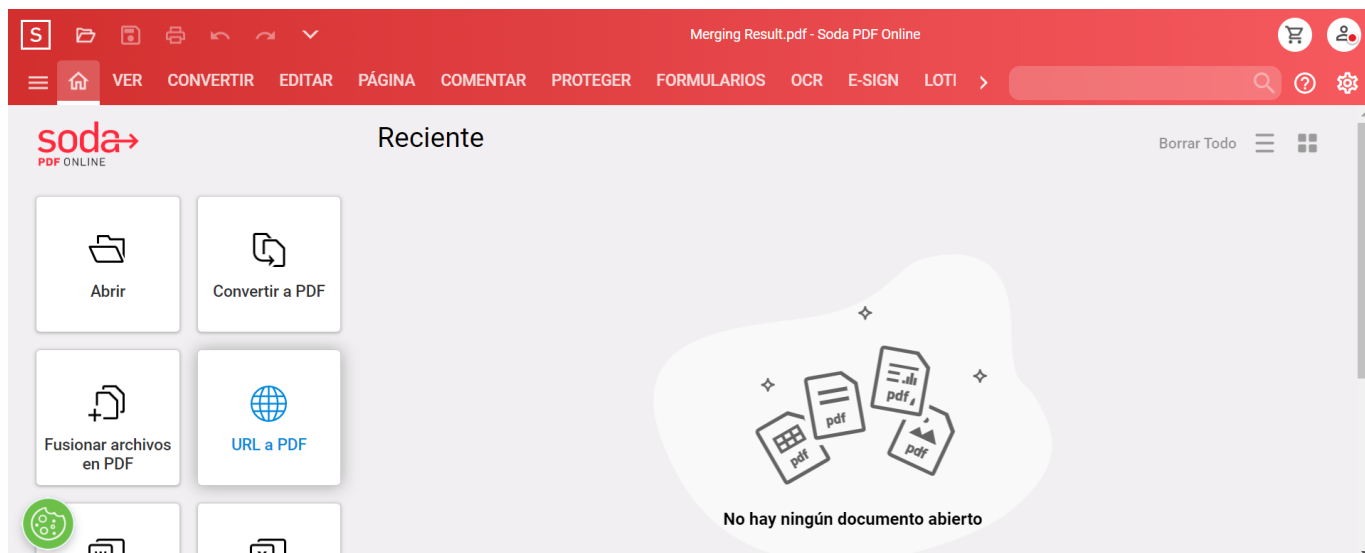 S
Merging Result.pdf - Soda PDF Online
VER CONVERTIR EDITAR PÁGINA COMENTAR PROTEGER FORMULARIOS OCR E-SIGN LOTI
soda
PDF ONLINE
Reciente
Borrar Todo
Abrir
Convertir a PDF
Fusionar archivos
en PDF
URL a PDF
pdf
pdf
pdf
pdf
No hay ningún documento abierto